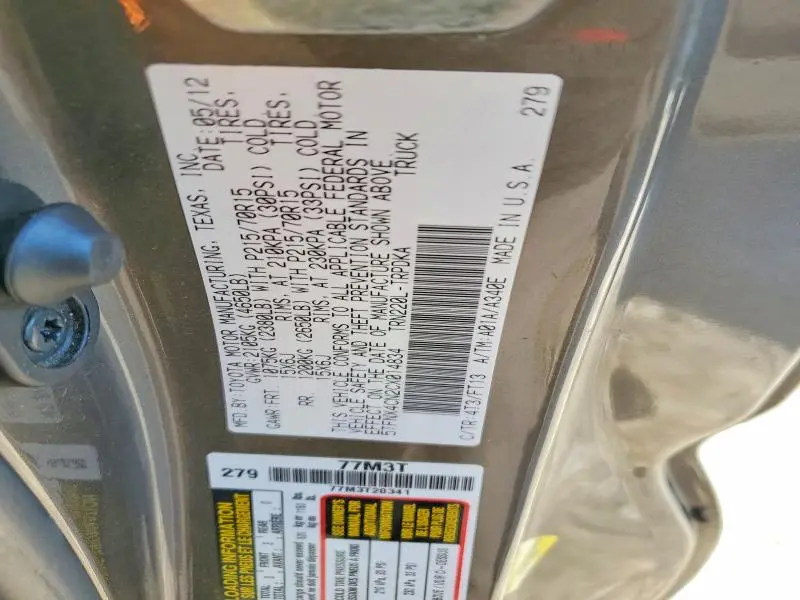 TOYOTA MOTOR MANUFACTURING, TEXAS, INC.
GVWR-2105KG (4650LB) DATE:05/12
GAWR-FRT 1075KG (2380LB) WITH P215/70R15 TIRES.
15X6J RIMS, AT 210KPA (30PSI) COLD
RR 1200KG (2650LB) WITH P215/70R15 TIRES.
15X6J RIMS, AT 230KPA (33PSI) COLD
THIS VEHICLE CONFORMS TO ALL APPLICABLE FEDERAL MOTOR
VEHICLE SAFETY AND THEFT PREVENTION STANDARDS IN
EFFECT ON THE DATE OF MANUFACTURE SHOWN ABOVE.
5TFNX4CN2CX014834 TRN220L-TRPDKA TRUCK
C/TR:4T3/FT13 A/TM:A01A/A340E MADE IN U.S.A. 279
279 77M3T
77M3T20341
LOADING INFORMATION